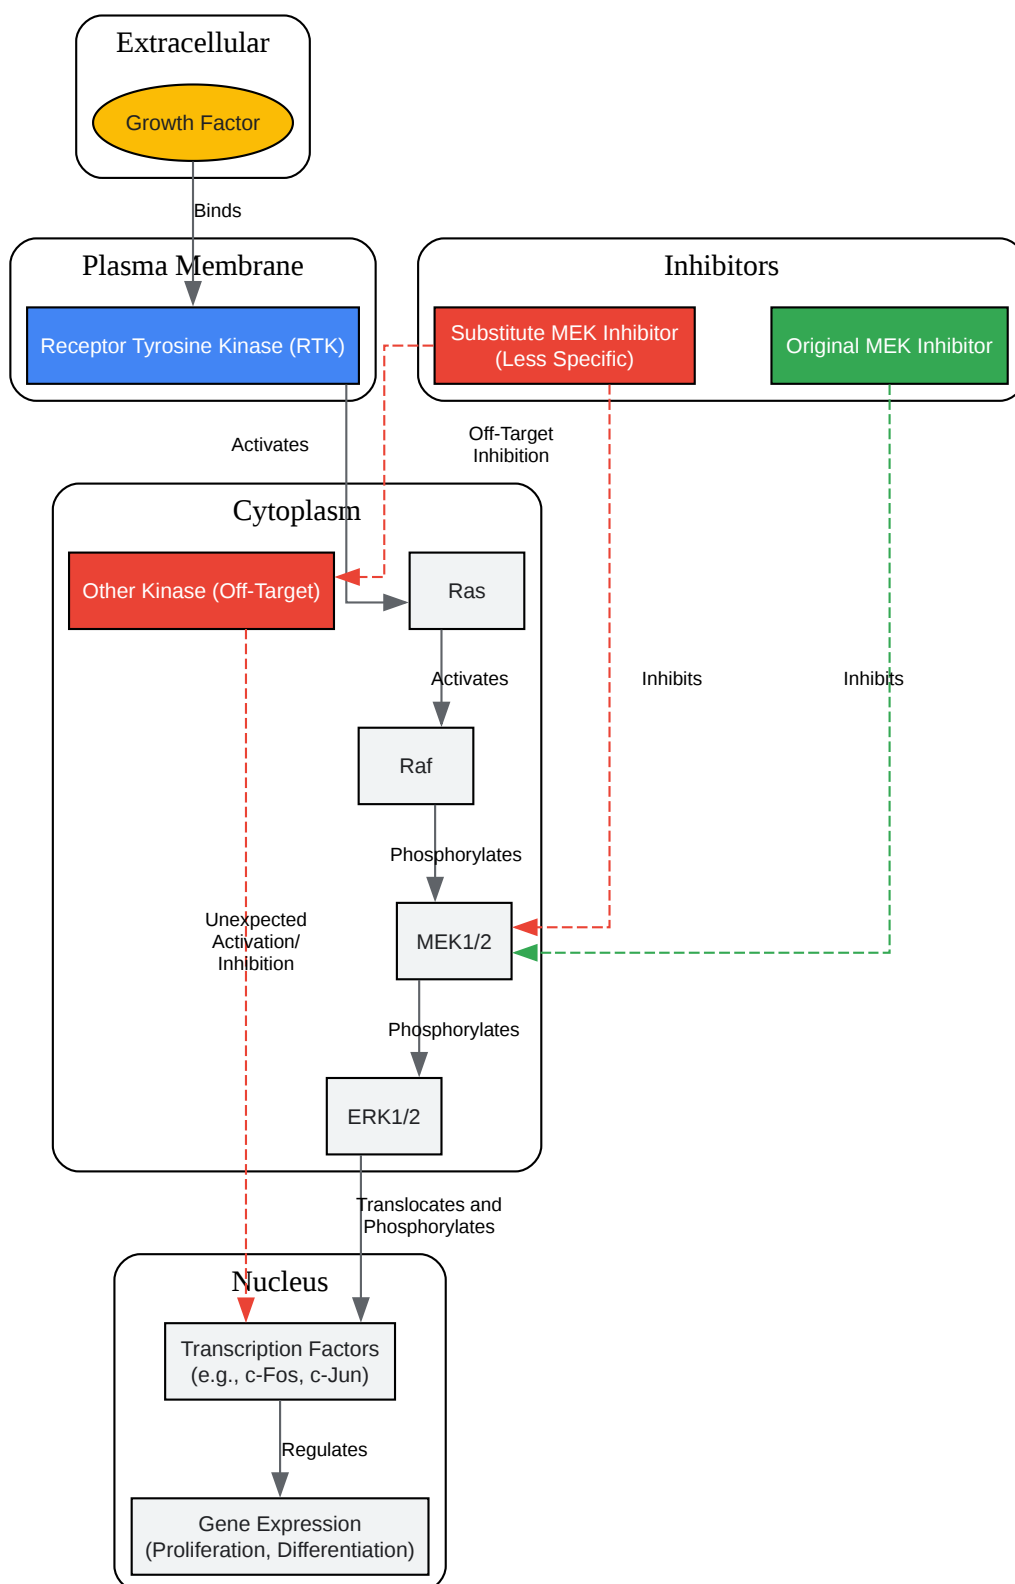 Extracellular
Growth Factor
Binds
Plasma Membrane
Receptor Tyrosine Kinase (RTK)
Inhibitors
Substitute MEK Inhibitor
(Less Specific)
Original MEK Inhibitor
Activates
Off-Target
Inhibition
Cytoplasm
Other Kinase (Off-Target)
Ras
Activates
Inhibits
Inhibits
Raf
Phosphorylates
Unexpected
Activation/
Inhibition
MEK1/2
Phosphorylates
ERK1/2
Translocates and
Phosphorylates
Nucleus
Transcription Factors
(e.g., c-Fos, c-Jun)
Regulates
Gene Expression
(Proliferation, Differentiation)